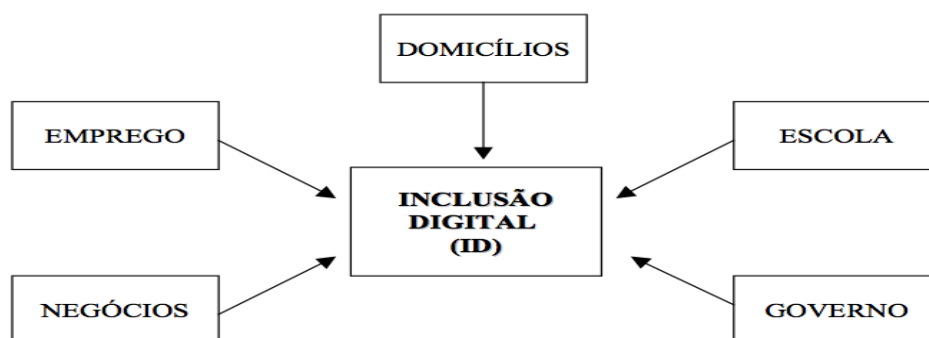 DOMICÍLIOS
EMPREGO
ESCOLA
INCLUSÃO
DIGITAL
(ID)
NEGÓCIOS
GOVERNO